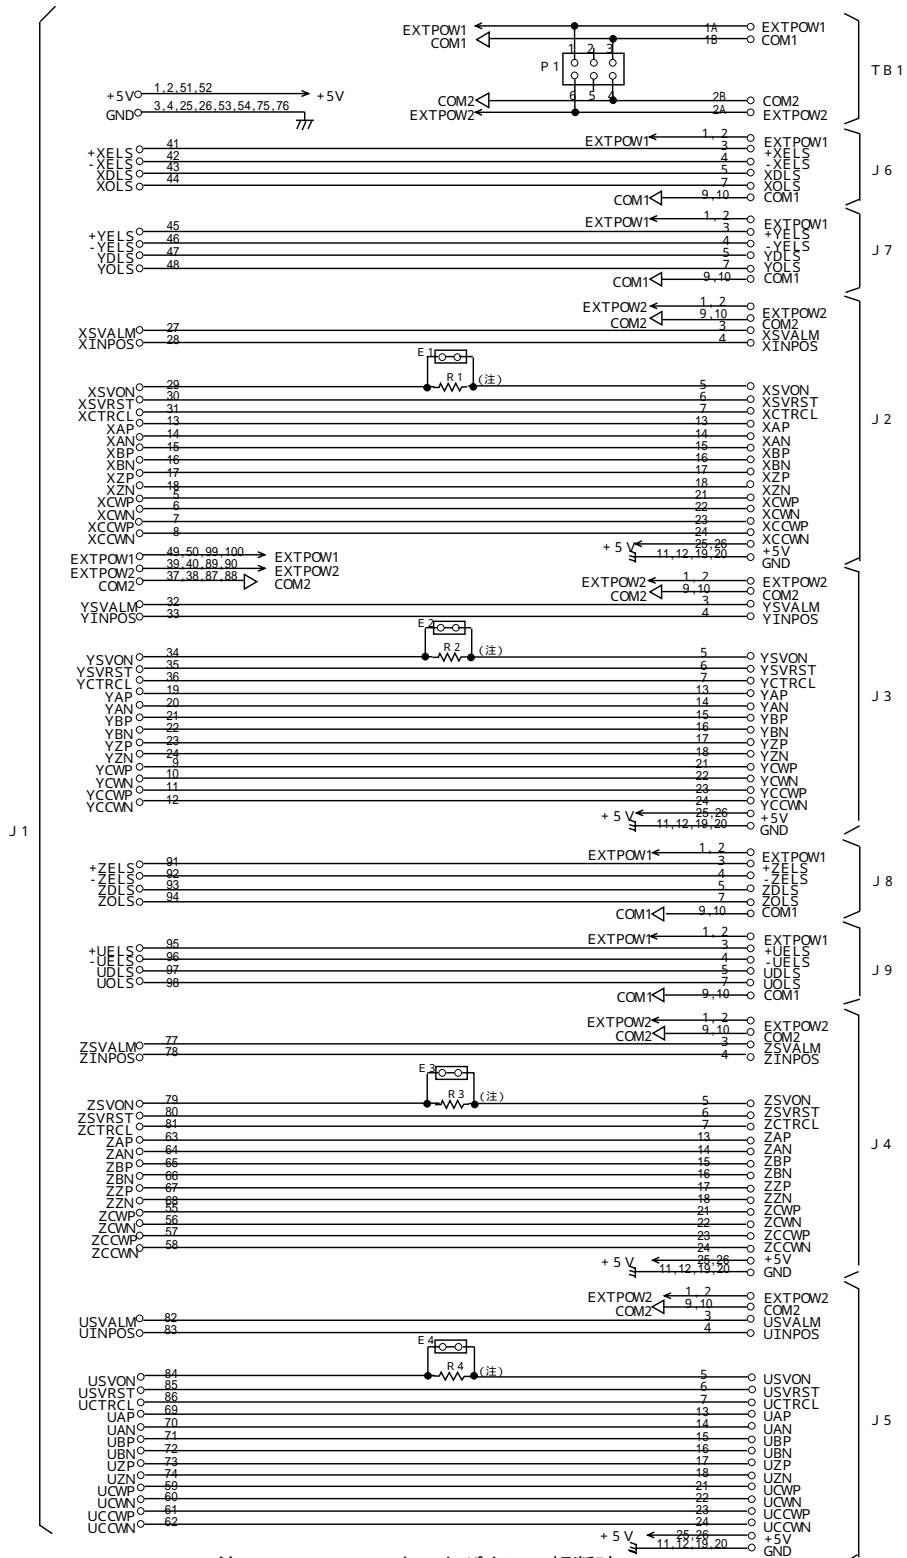 EXTPOW1 1A EXTPOW1
COM1 1B COM1
1 2 3
P1
TB1
6 5 4
+5V 1,2,51,52 +5V
COM2 2B COM2
GND 3,4,25,26,53,54,75,76
EXTPOW2 2A EXTPOW2
EXTPOW1 1, 2 EXTPOW1
+XELS 41 3 +XELS
-XELS 42 4 -XELS
XDLS 43 5 XDLS
J6
XOLS 44 7 XOLS
COM1 9,10 COM1
EXTPOW1 1, 2 EXTPOW1
+YELS 45 3 +YELS
-YELS 46 4 -YELS
YDLS 47 5 YDLS
J7
YOLS 48 7 YOLS
COM1 9,10 COM1
EXTPOW2 1, 2 EXTPOW2
COM2 9,10 COM2
XSVALM 27 3 XSVALM
XINPOS 28 4 XINPOS
E1
R1 (注)
XSVON 29 5 XSVON
XSVRST 30 6 XSVRST
XCTRCL 31 7 XCTRCL
J2
XAP 13 13 XAP
XAN 14 14 XAN
XBP 15 15 XBP
XBN 16 16 XBN
XZP 17 17 XZP
XZN 18 18 XZN
XCWP 5 21 XCWP
XCWN 6 22 XCWN
XCCWP 7 23 XCCWP
XCCWN 8 24 XCCWN
+5V 25,26 +5V
11,12,19,20 GND
EXTPOW1 49,50,99,100 EXTPOW1
EXTPOW2 39,40,89,90 EXTPOW2
COM2 37,38,87,88 COM2
EXTPOW2 1, 2 EXTPOW2
COM2 9,10 COM2
YSVALM 32 3 YSVALM
YINPOS 33 4 YINPOS
E2
R2 (注)
YSVON 34 5 YSVON
YSVRST 35 6 YSVRST
YCTRCL 36 7 YCTRCL
J3
YAP 19 13 YAP
YAN 20 14 YAN
YBP 21 15 YBP
YBN 22 16 YBN
YZP 23 17 YZP
YZN 24 18 YZN
YCWP 9 21 YCWP
YCWN 10 22 YCWN
YCCWP 11 23 YCCWP
YCCWN 12 24 YCCWN
+5V 25,26 +5V
11,12,19,20 GND
J1
EXTPOW1 1, 2 EXTPOW1
+ZELS 91 3 +ZELS
-ZELS 92 4 -ZELS
ZDLS 93 5 ZDLS
J8
ZOLS 94 7 ZOLS
COM1 9,10 COM1
EXTPOW1 1, 2 EXTPOW1
+UELS 95 3 +UELS
-UELS 96 4 -UELS
UDLS 97 5 UDLS
J9
UOLS 98 7 UOLS
COM1 9,10 COM1
EXTPOW2 1, 2 EXTPOW2
COM2 9,10 COM2
ZSVALM 77 3 ZSVALM
ZINPOS 78 4 ZINPOS
E3
R3 (注)
ZSVON 79 5 ZSVON
ZSVRST 80 6 ZSVRST
ZCTRCL 81 7 ZCTRCL
ZAP 63 13 ZAP
J4
ZAN 64 14 ZAN
ZBP 65 15 ZBP
ZBN 66 16 ZBN
ZZP 67 17 ZZP
ZZN 68 18 ZZN
ZCWP 55 21 ZCWP
ZCWN 56 22 ZCWN
ZCCWP 57 23 ZCCWP
ZCCWN 58 24 ZCCWN
+5V 25,26 +5V
11,12,19,20 GND
EXTPOW2 1, 2 EXTPOW2
COM2 9,10 COM2
USVALM 82 3 USVALM
UINPOS 83 4 UINPOS
E4
R4 (注)
USVON 84 5 USVON
USVRST 85 6 USVRST
UCTRCL 86 7 UCTRCL
UAP 69 13 UAP
J5
UAN 70 14 UAN
UBP 71 15 UBP
UBN 72 16 UBN
UZP 73 17 UZP
UZN 74 18 UZN
UCWP 59 21 UCWP
UCWN 60 22 UCWN
UCCWP 61 23 UCCWP
UCCWN 62 24 UCCWN
+5V 25,26 +5V
11,12,19,20 GND